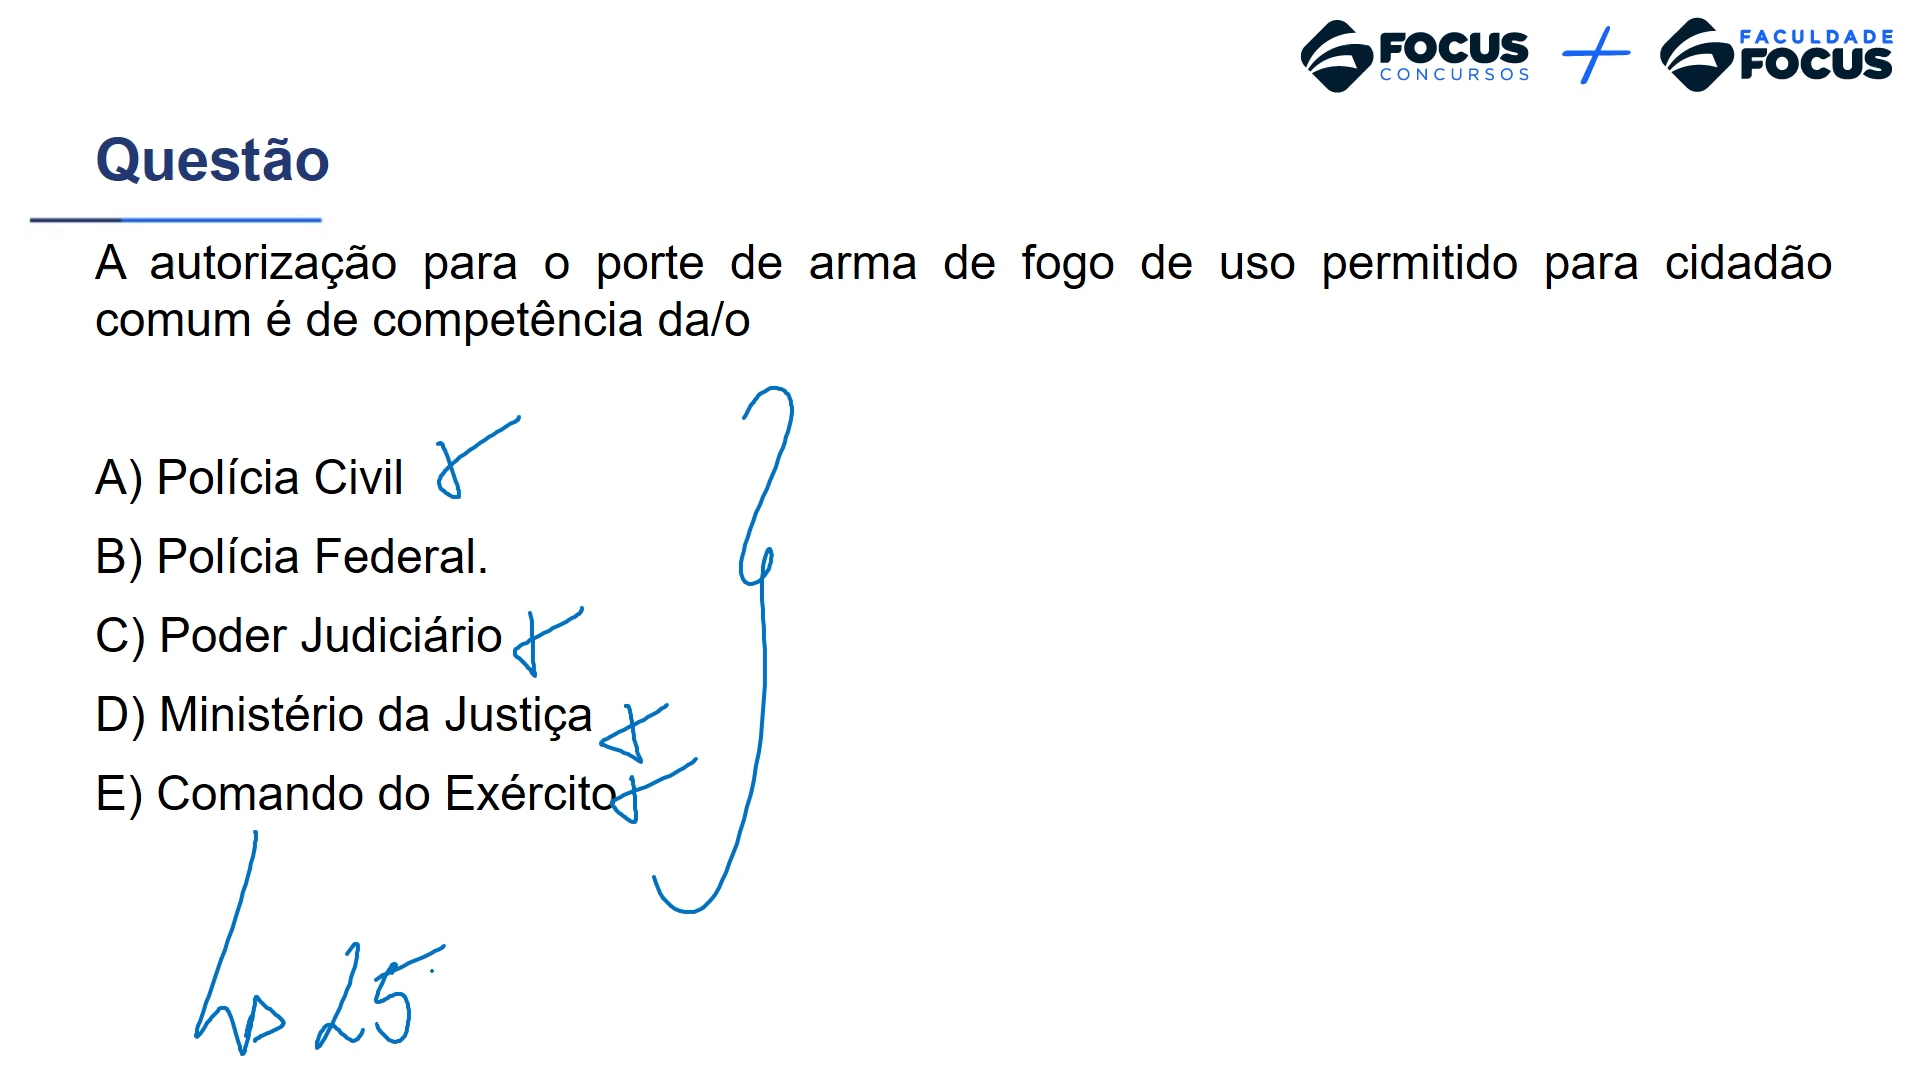 FOCUS
CONCURSOS
FACULDADE
FOCUS
Questão
A autorização para o porte de arma de fogo de uso permitido para cidadão
comum é de competência da/o
A) Polícia Civil
B) Polícia Federal.
C) Poder Judiciário
D) Ministério da Justiça
E) Comando do Exército
25